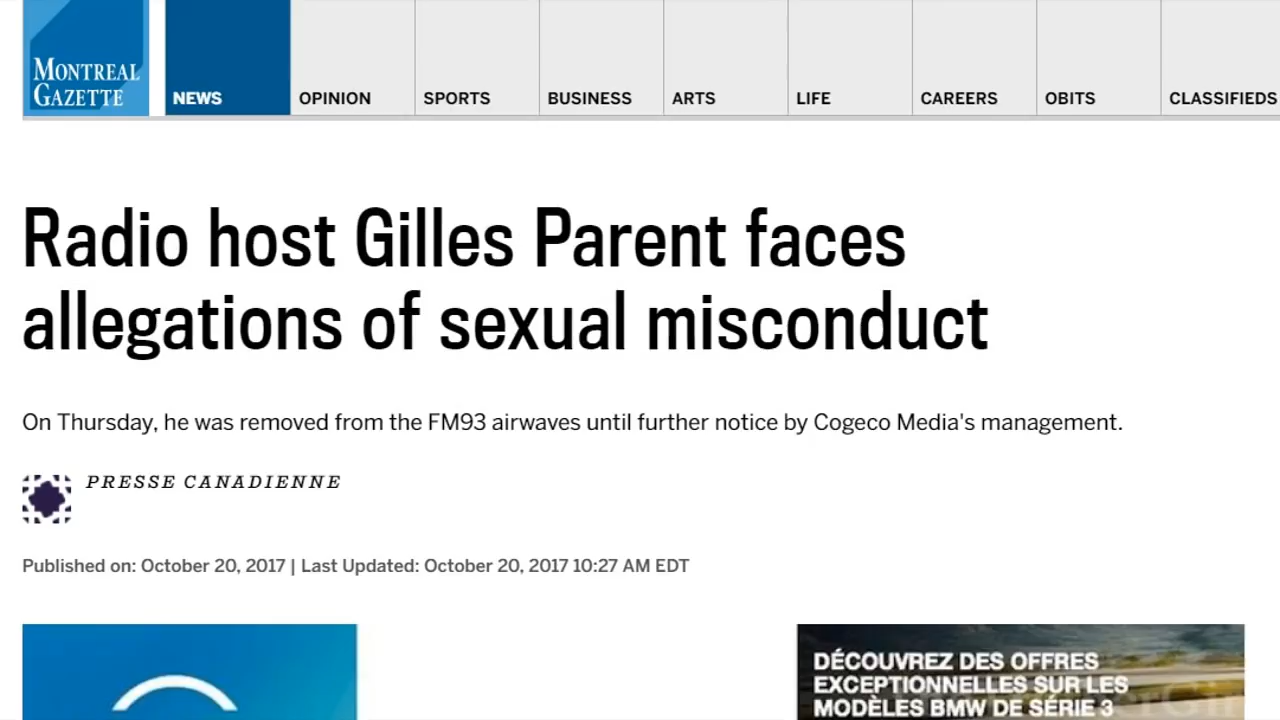 MONTREAL
GAZETTE
NEWS
OPINION
SPORTS
BUSINESS
ARTS
LIFE
CAREERS
OBITS
CLASSIFIEDS
Radio host Gilles Parent faces
allegations of sexual misconduct
On Thursday, he was removed from the FM93 airwaves until further notice by Cogeco Media's management.
PRESSE CANADIENNE
Published on: October 20, 2017 | Last Updated: October 20, 2017 10:27 AM EDT
DÉCOUVREZ DES OFFRES
EXCEPTIONNELLES SUR LES
MODÈLES BMW DE SÉRIE 3